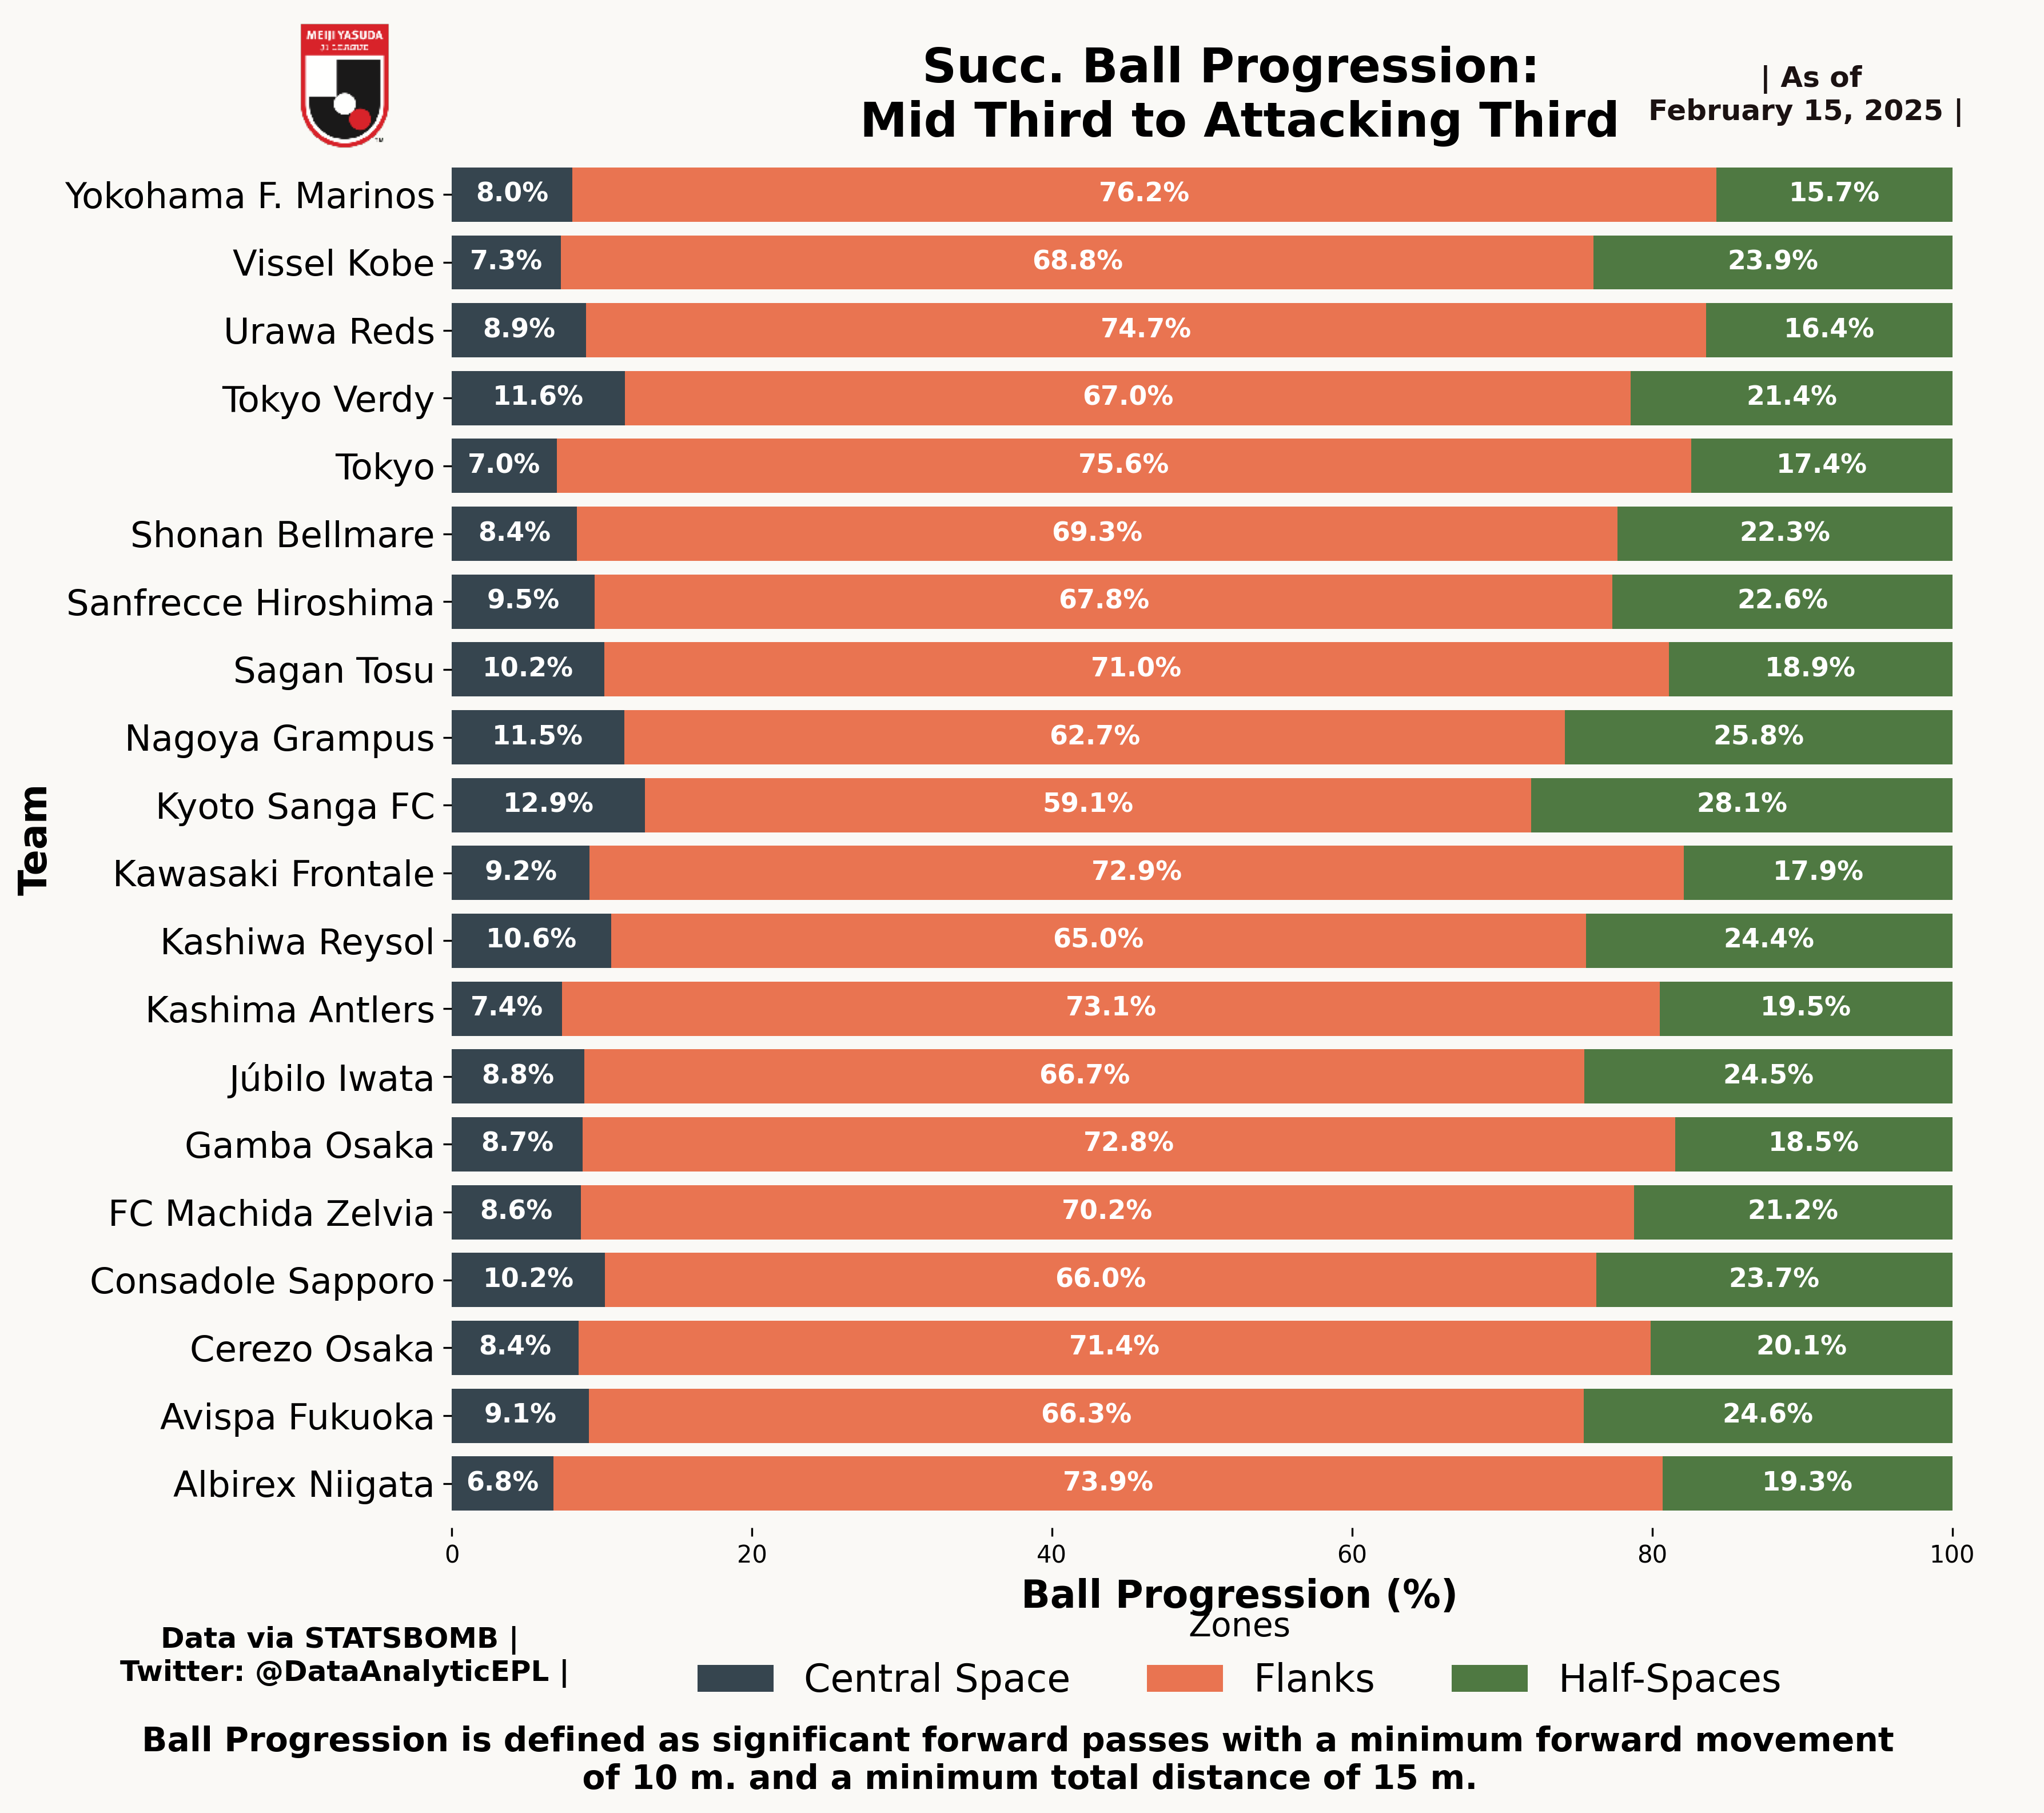 MEIJI YASUDA
J1 LEAGUE
Succ. Ball Progression:
Mid Third to Attacking Third
| As of
February 15, 2025 |
Yokohama F. Marinos 8.0% 76.2% 15.7%
Vissel Kobe 7.3% 68.8% 23.9%
Urawa Reds 8.9% 74.7% 16.4%
Tokyo Verdy 11.6% 67.0% 21.4%
Tokyo 7.0% 75.6% 17.4%
Shonan Bellmare 8.4% 69.3% 22.3%
Sanfrecce Hiroshima 9.5% 67.8% 22.6%
Sagan Tosu 10.2% 71.0% 18.9%
Nagoya Grampus 11.5% 62.7% 25.8%
Kyoto Sanga FC 12.9% 59.1% 28.1%
Kawasaki Frontale 9.2% 72.9% 17.9%
Kashiwa Reysol 10.6% 65.0% 24.4%
Kashima Antlers 7.4% 73.1% 19.5%
Júbilo Iwata 8.8% 66.7% 24.5%
Gamba Osaka 8.7% 72.8% 18.5%
FC Machida Zelvia 8.6% 70.2% 21.2%
Consadole Sapporo 10.2% 66.0% 23.7%
Cerezo Osaka 8.4% 71.4% 20.1%
Avispa Fukuoka 9.1% 66.3% 24.6%
Albirex Niigata 6.8% 73.9% 19.3%
Team
0 20 40 60 80 100
Ball Progression (%)
Zones
Central Space Flanks Half-Spaces
Data via STATSBOMB |
Twitter: @DataAnalyticEPL |
Ball Progression is defined as significant forward passes with a minimum forward movement
of 10 m. and a minimum total distance of 15 m.